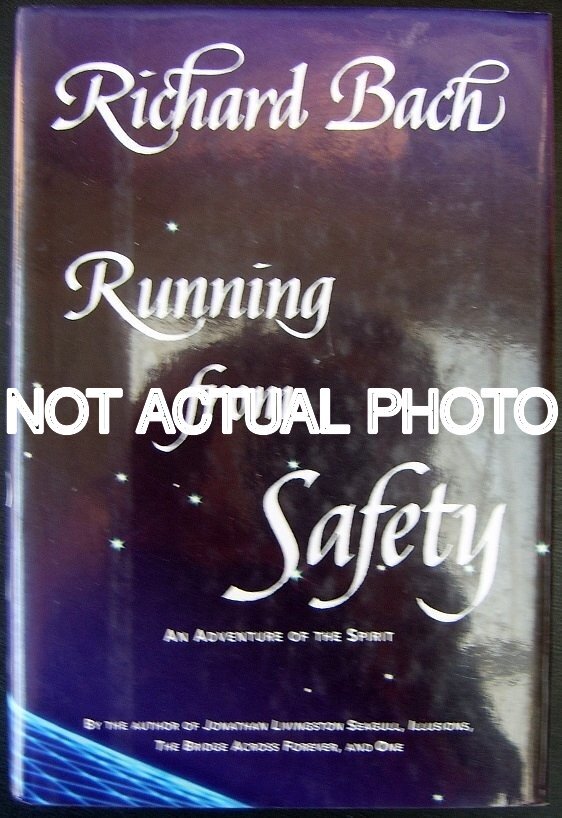 Richard Bach
Running
from
NOT ACTUAL PHOTO
Safety
AN ADVENTURE OF THE SPIRIT
BY THE AUTHOR OF JONATHAN LIVINGSTON SEAGULL, ILLUSIONS,
THE BRIDGE ACROSS FOREVER, AND ONE